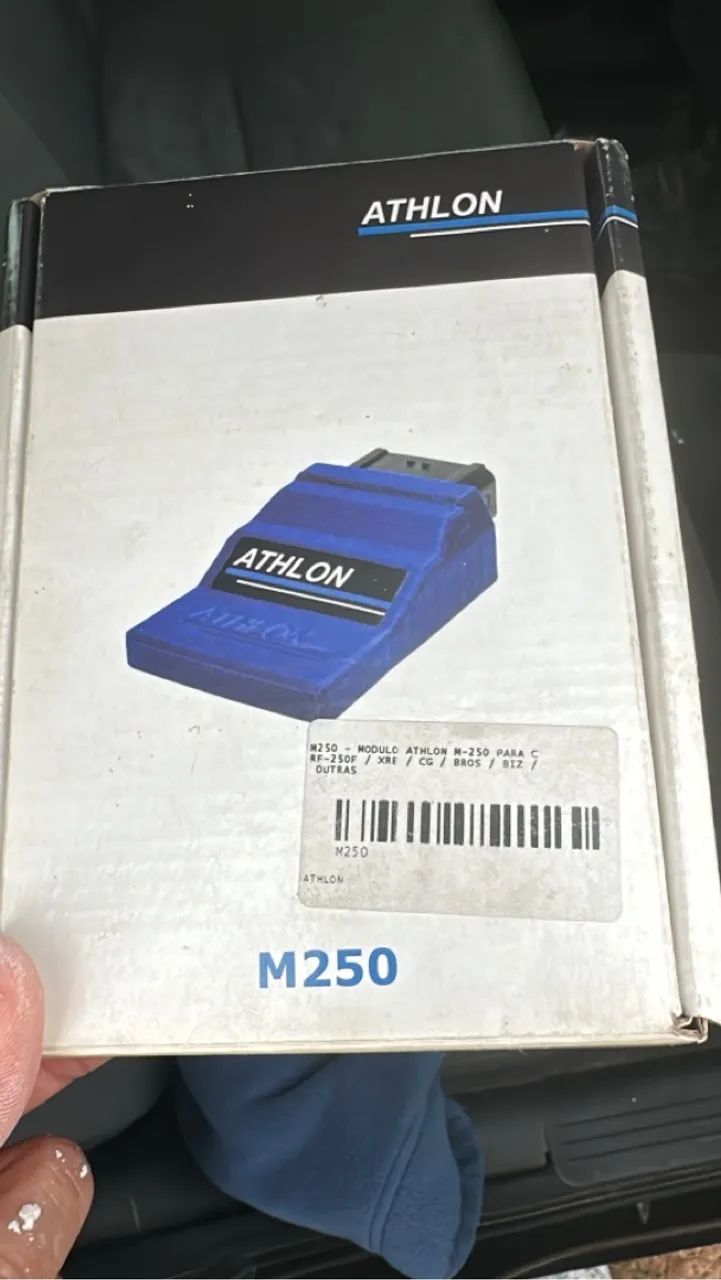 ATHLON
ATHLON
ATHLON
M250 - MODULO ATHLON M-250 PARA C
RF-250F / XRE / CG / BROS / BIZ /
OUTRAS
M250
ATHLON
M250